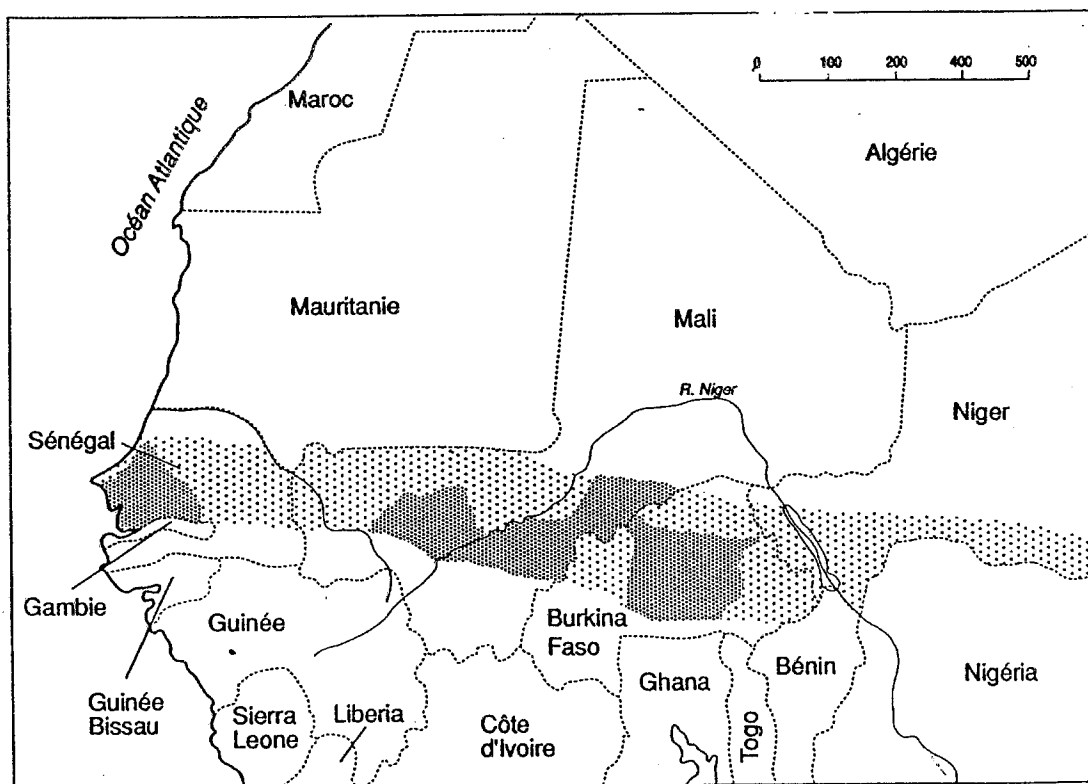 0 100 200 400 500
Maroc
Océan Atlantique
Algérie
Mauritanie
Mali
R. Niger
Niger
Sénégal
Gambie
Guinée
Burkina
Faso
Ghana
Bénin
Nigéria
Guinée
Bissau
Sierra
Leone
Liberia
Côte
d'Ivoire
Togo